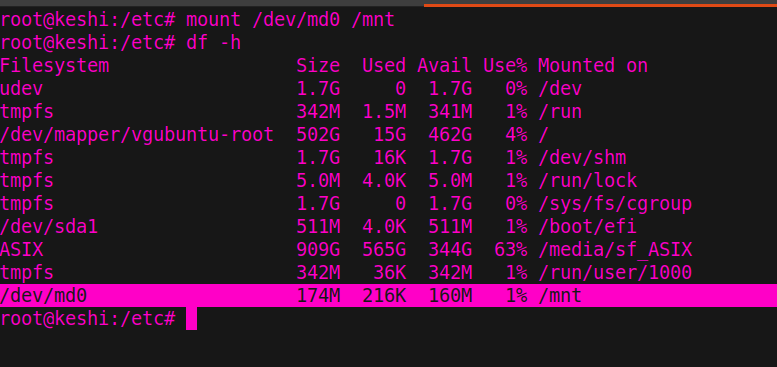 root@keshi:/etc# mount /dev/md0 /mnt
root@keshi:/etc# df -h
Filesystem                  Size  Used Avail Use% Mounted on
udev                        1.7G     0  1.7G   0% /dev
tmpfs                       342M  1.5M  341M   1% /run
/dev/mapper/vgubuntu-root  502G   15G  462G   4% /
tmpfs                       1.7G   16K  1.7G   1% /dev/shm
tmpfs                       5.0M  4.0K  5.0M   1% /run/lock
tmpfs                       1.7G     0  1.7G   0% /sys/fs/cgroup
/dev/sda1                   511M  4.0K  511M   1% /boot/efi
ASIX                        909G  565G  344G  63% /media/sf_ASIX
tmpfs                       342M   36K  342M   1% /run/user/1000
/dev/md0                    174M  216K  160M   1% /mnt
root@keshi:/etc#